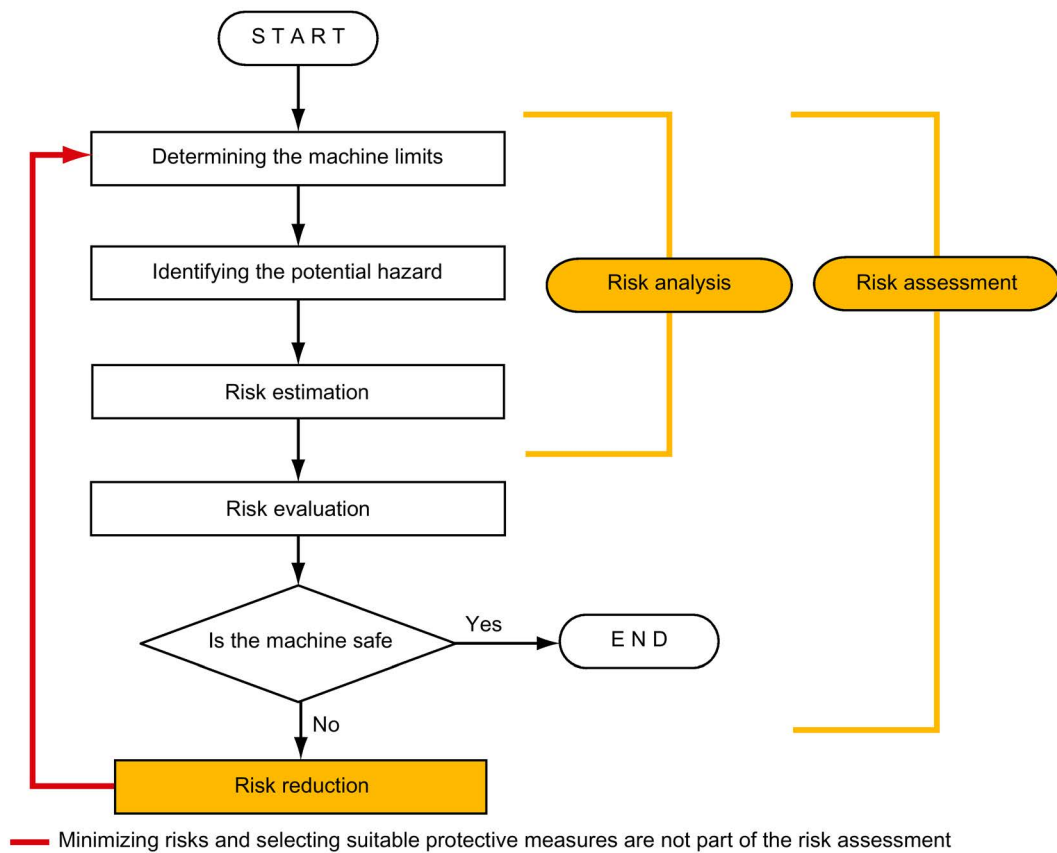 S T A R T
Determining the machine limits
Identifying the potential hazard
Risk analysis
Risk assessment
Risk estimation
Risk evaluation
Is the machine safe
Yes
E N D
No
Risk reduction
Minimizing risks and selecting suitable protective measures are not part of the risk assessment